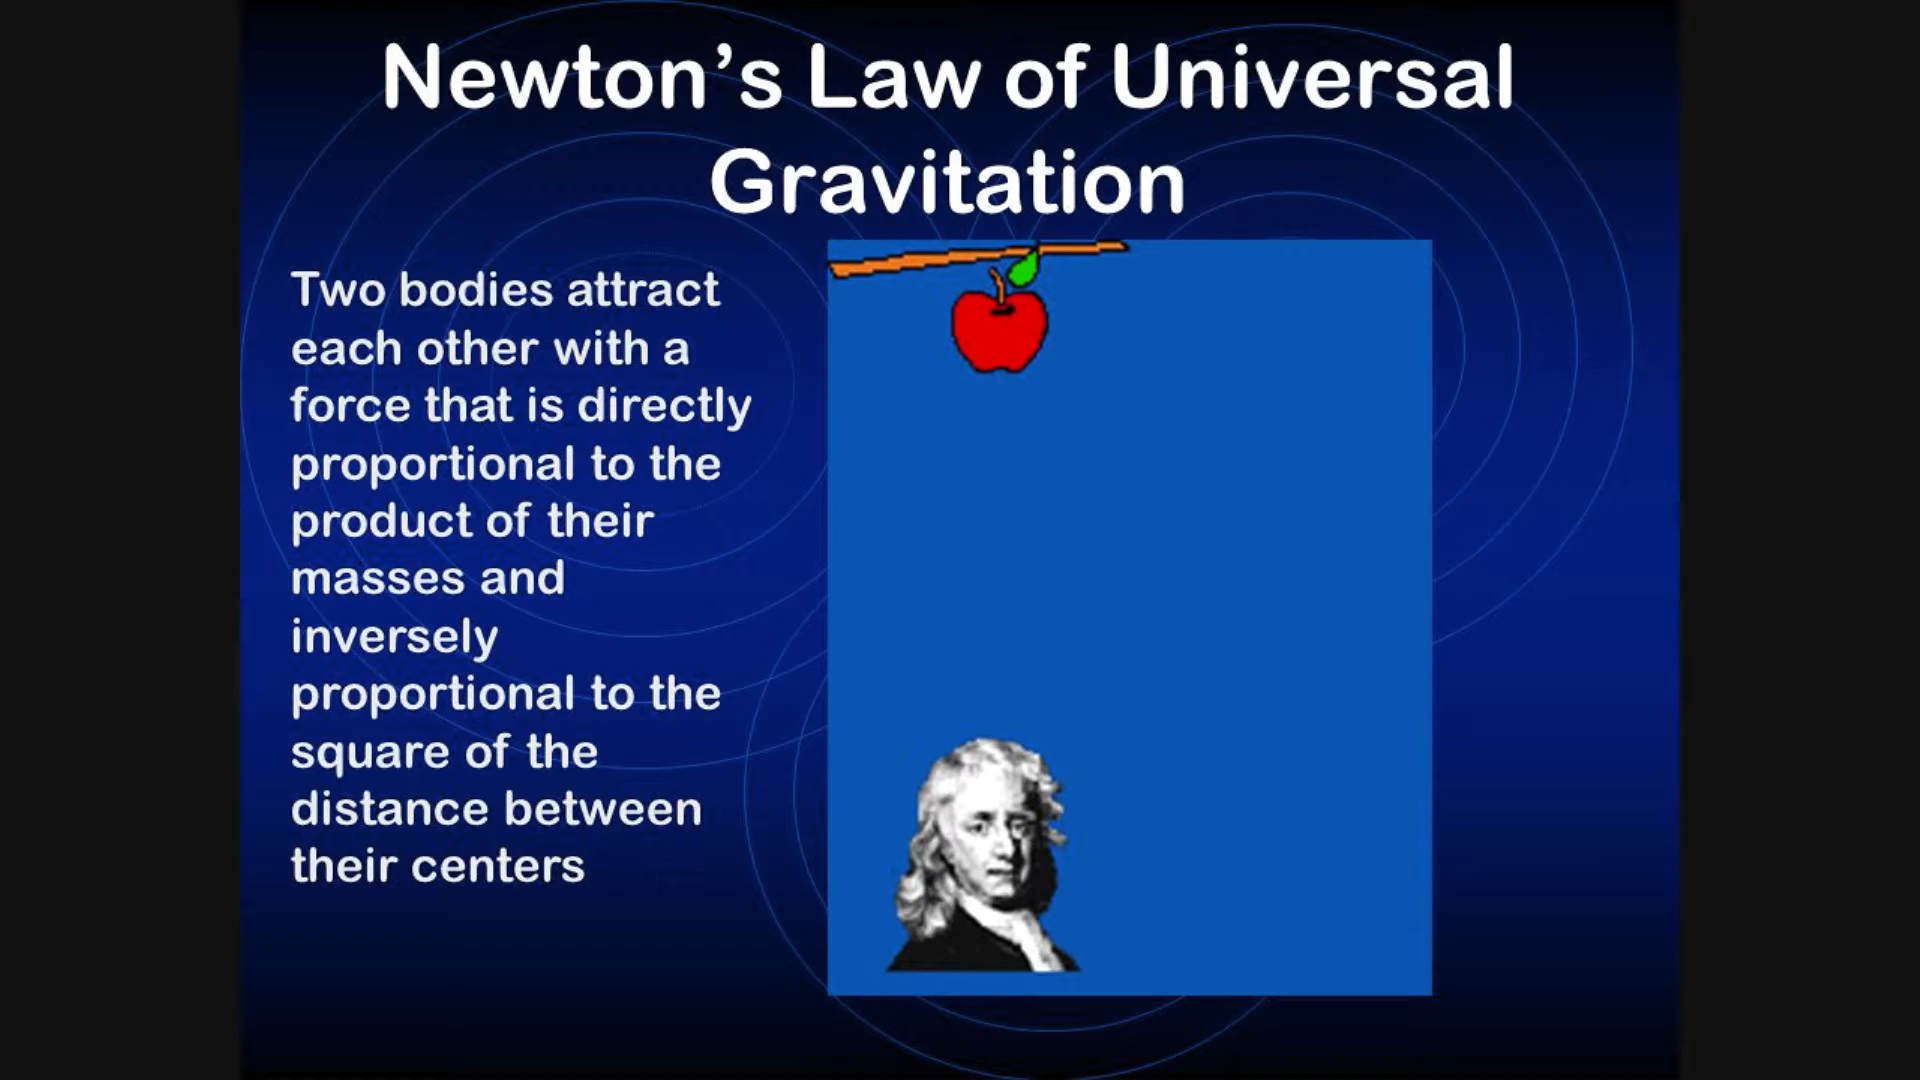 Newton’s Law of Universal
Gravitation
Two bodies attract
each other with a
force that is directly
proportional to the
product of their
masses and
inversely
proportional to the
square of the
distance between
their centers